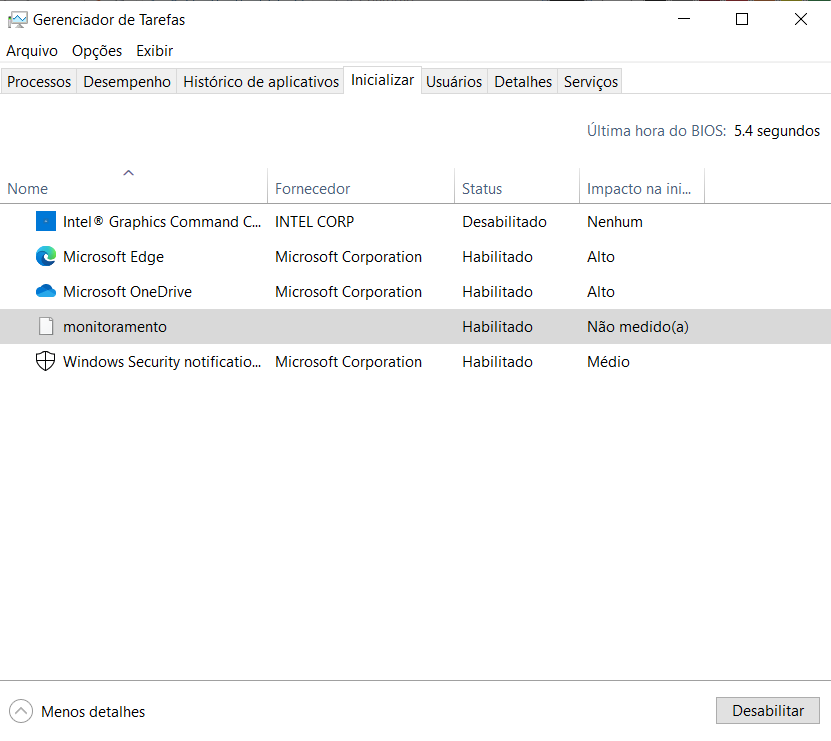 Gerenciador de Tarefas
Arquivo Opções Exibir
Processos Desempenho Histórico de aplicativos Inicializar Usuários Detalhes Serviços
Última hora do BIOS: 5.4 segundos
Nome Fornecedor Status Impacto na ini...
Intel® Graphics Command C... INTEL CORP Desabilitado Nenhum
Microsoft Edge Microsoft Corporation Habilitado Alto
Microsoft OneDrive Microsoft Corporation Habilitado Alto
monitoramento Habilitado Não medido(a)
Windows Security notificatio... Microsoft Corporation Habilitado Médio
Menos detalhes Desabilitar